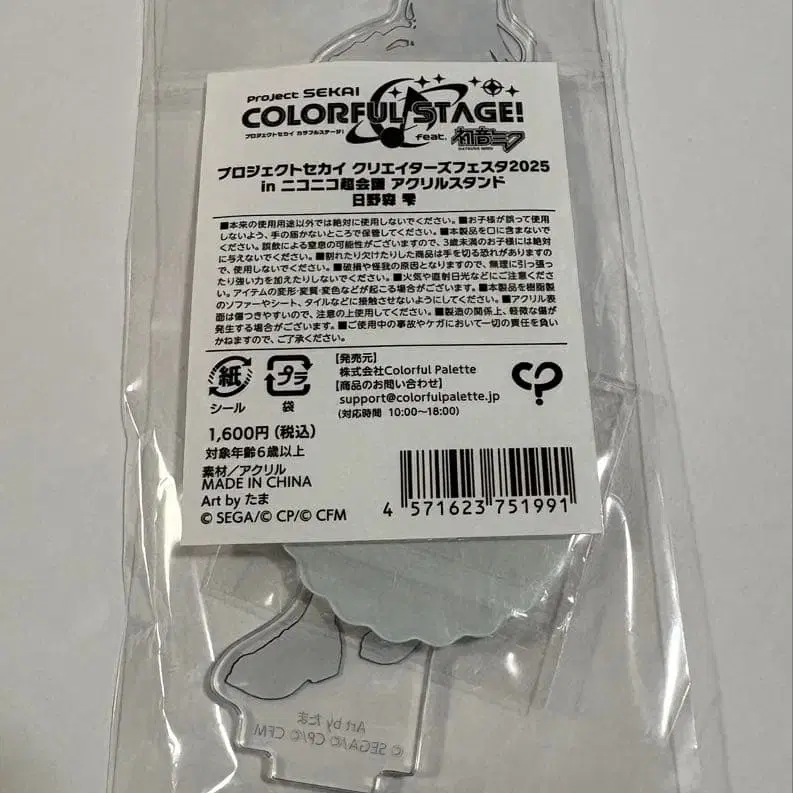 Project SEKAI
COLORFUL STAGE!
プロジェクトセカイ カラフルステージ!
feat. 初音ミク
HATSUNE MIKU
プロジェクトセカイ クリエイターズフェスタ2025
in ニコニコ超会議 アクリルスタンド
日野森 雫
■本来の使用用途以外では絶対に使用しないでください。■お子様が誤って使用
しないよう、手の届かないところで保管してください。■本製品を口に含まないで
ください。誤飲による窒息の可能性がございますので、3歳未満のお子様には絶対
に与えないでください。■割れたり欠けたりした商品は手を切る恐れがありますの
で、使用しないでください。■破損や怪我の原因となりますので、無理に引っ張っ
たり強い力を加えたりしないでください。■火気や直射日光などにご注意くださ
い。アイテムの変形・変質・変色などが起こる場合がございます。■本製品を樹脂製
のソファーやシート、タイルなどに接触させないようにしてください。■アクリル表
面は傷つきやすいので、注意の上使用してください。■製造の関係上、軽微な傷が
発生する場合がございます。■ご使用中の事故やケガにおいて一切の責任を負い
かねますので、ご了承ください。
紙
シール
プラ
袋
【発売元】
株式会社Colorful Palette
【商品のお問い合わせ】
support@colorfulpalette.jp
(対応時間 10:00〜18:00)
1,600円(税込)
対象年齢6歳以上
素材/アクリル
MADE IN CHINA
Art by たま
© SEGA/© CP/© CFM
4 571623 751991
Art by たま
© SEGA/© CP/© CFM